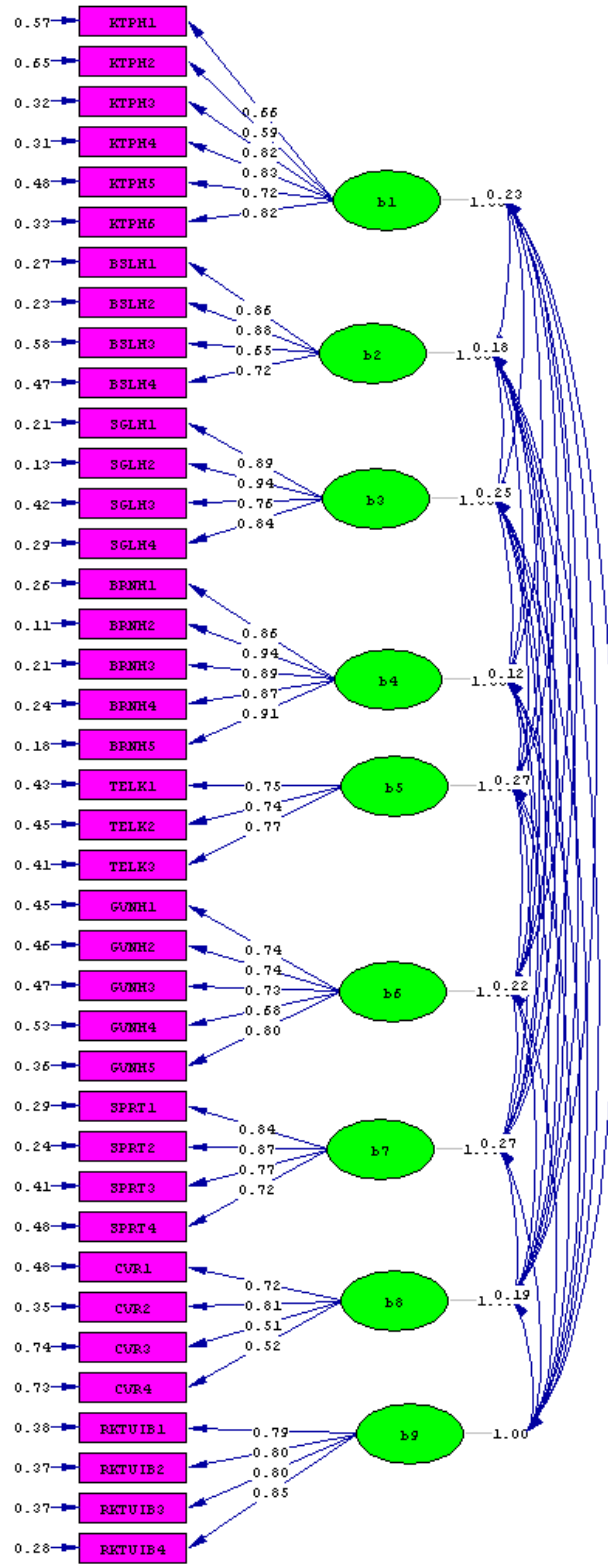 0.57 KTPH1 0.66
0.65 KTPH2 0.59
0.32 KTPH3 0.82
0.31 KTPH4 0.83
0.48 KTPH5 0.72
0.33 KTPH6 0.82
b1 0.23
0.27 BSLH1 0.86
0.23 BSLH2 0.88
0.58 BSLH3 0.65
0.47 BSLH4 0.72
b2 0.18
0.21 SGLH1 0.89
0.13 SGLH2 0.94
0.42 SGLH3 0.76
0.29 SGLH4 0.84
b3 0.25
0.26 BRNH1 0.86
0.11 BRNH2 0.94
0.21 BRNH3 0.89
0.24 BRNH4 0.87
0.18 BRNH5 0.91
b4 0.12
0.43 TELK1 0.75
0.45 TELK2 0.74
0.41 TELK3 0.77
b5 0.27
0.45 GUNH1 0.74
0.46 GUNH2 0.74
0.47 GUNH3 0.73
0.53 GUNH4 0.68
0.36 GUNH5 0.80
b6 0.22
0.29 SPRT1 0.84
0.24 SPRT2 0.87
0.41 SPRT3 0.77
0.48 SPRT4 0.72
b7 0.27
0.48 CUR1 0.72
0.35 CUR2 0.81
0.74 CUR3 0.51
0.73 CUR4 0.52
b8 0.19
0.38 RKTUIB1 0.79
0.37 RKTUIB2 0.80
0.37 RKTUIB3 0.80
0.28 RKTUIB4 0.85
b9 1.00